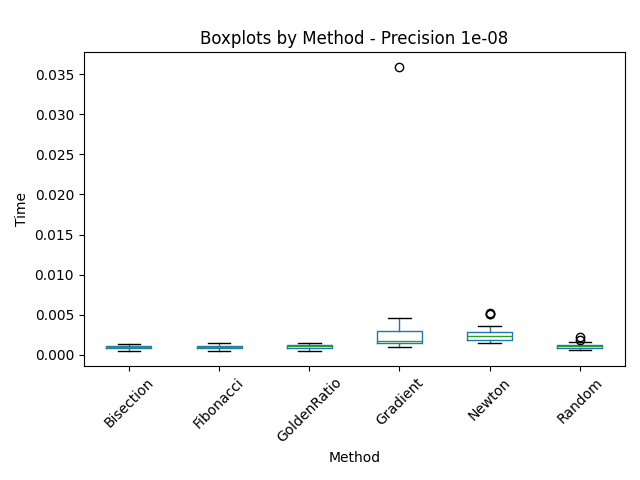 Boxplots by Method - Precision 1e-08
0.035
0.030
0.025
0.020
0.015
0.010
0.005
0.000
Time
Bisection
Fibonacci
GoldenRatio
Gradient
Newton
Random
Method